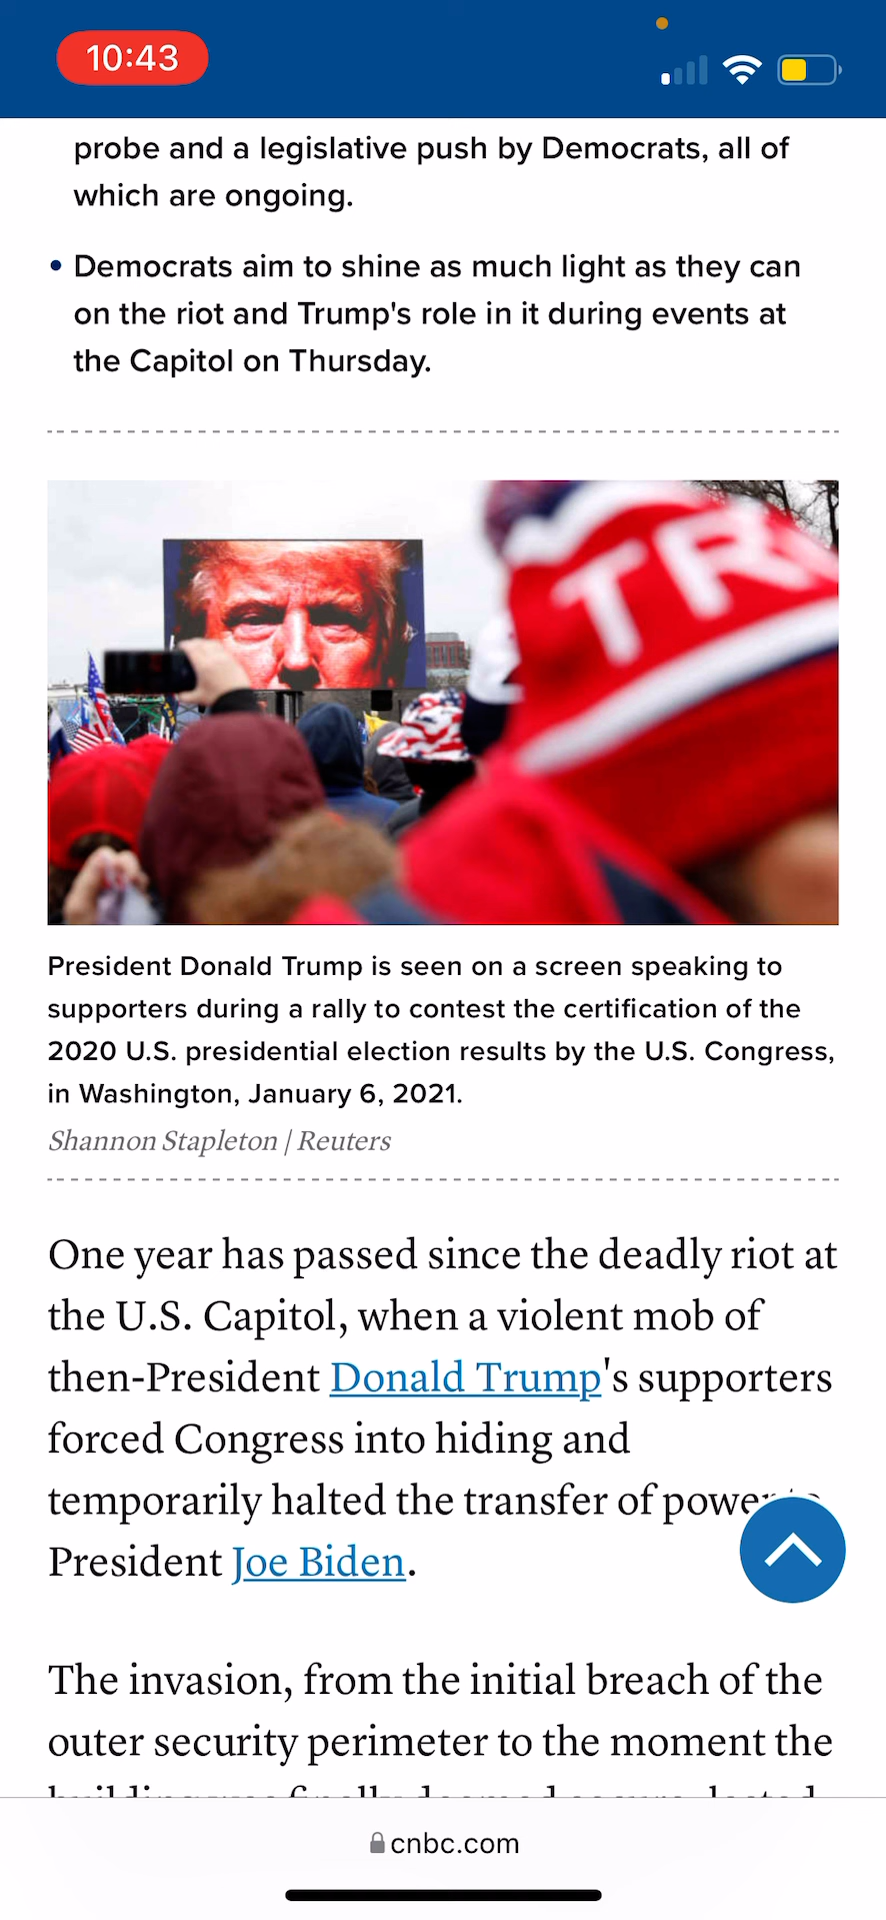 10:43
probe and a legislative push by Democrats, all of
which are ongoing.
• Democrats aim to shine as much light as they can
on the riot and Trump's role in it during events at
the Capitol on Thursday.
TR
President Donald Trump is seen on a screen speaking to
supporters during a rally to contest the certification of the
2020 U.S. presidential election results by the U.S. Congress,
in Washington, January 6, 2021.
Shannon Stapleton | Reuters
One year has passed since the deadly riot at
the U.S. Capitol, when a violent mob of
then-President Donald Trump's supporters
forced Congress into hiding and
temporarily halted the transfer of power
President Joe Biden.
The invasion, from the initial breach of the
outer security perimeter to the moment the
cnbc.com